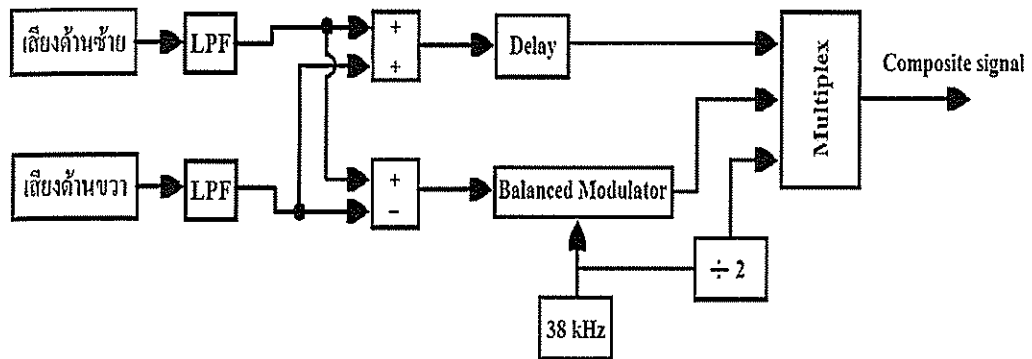 เสียงด้านซ้าย
LPF
+
+
Delay
Multiplex
Composite signal
เสียงด้านขวา
LPF
+
−
Balanced Modulator
÷ 2
38 kHz